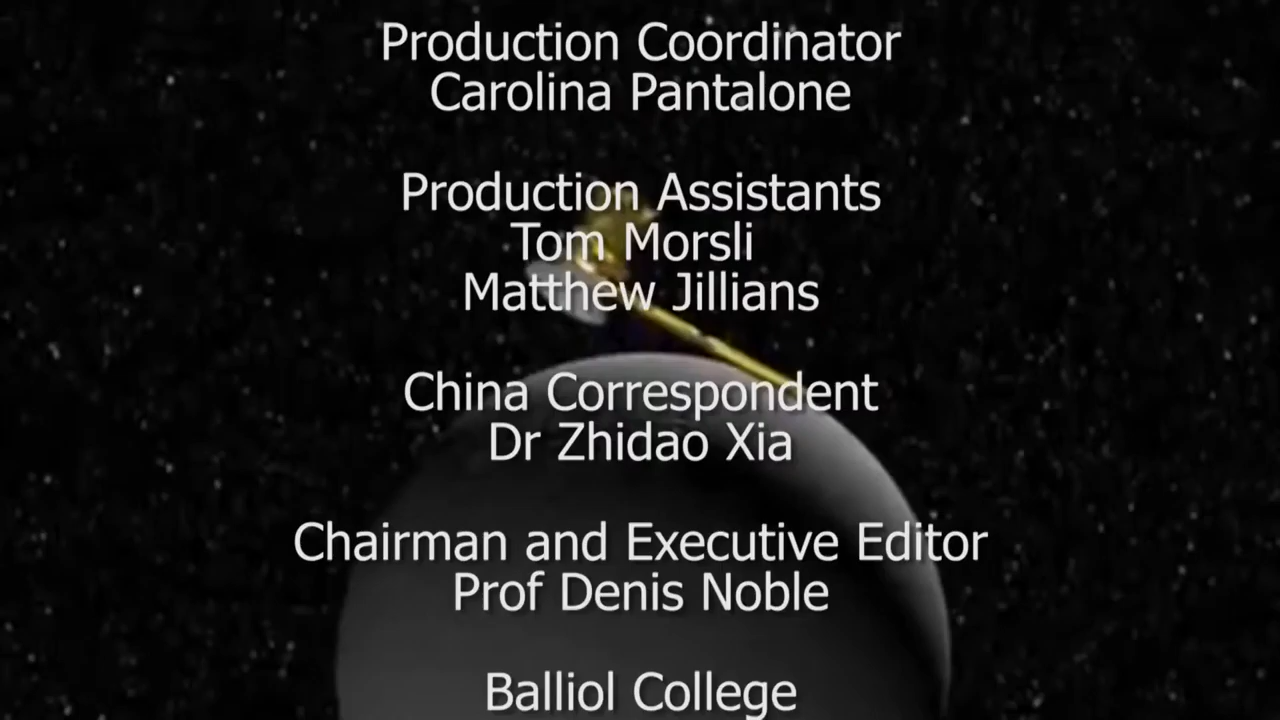 Production Coordinator
Carolina Pantalone
Production Assistants
Tom Morsli
Matthew Jillians
China Correspondent
Dr Zhidao Xia
Chairman and Executive Editor
Prof Denis Noble
Balliol College